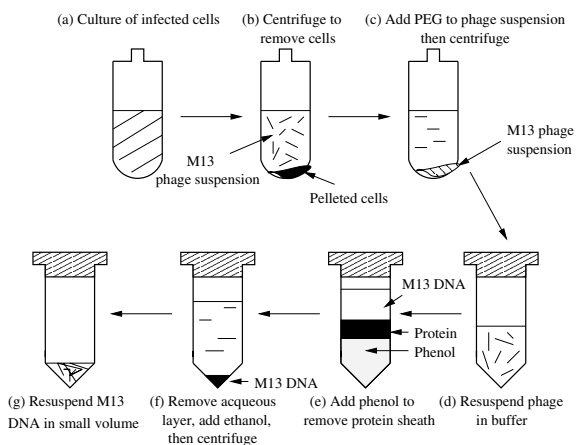 (a) Culture of infected cells
(b) Centrifuge to
remove cells
(c) Add PEG to phage suspension
then centrifuge
M13
phage suspension
Pelleted cells
M13 phage
suspension
M13 DNA
Protein
Phenol
M13 DNA
(g) Resuspend M13
DNA in small volume
(f) Remove acqueous
layer, add ethanol,
then centrifuge
(e) Add phenol to
remove protein sheath
(d) Resuspend phage
in buffer